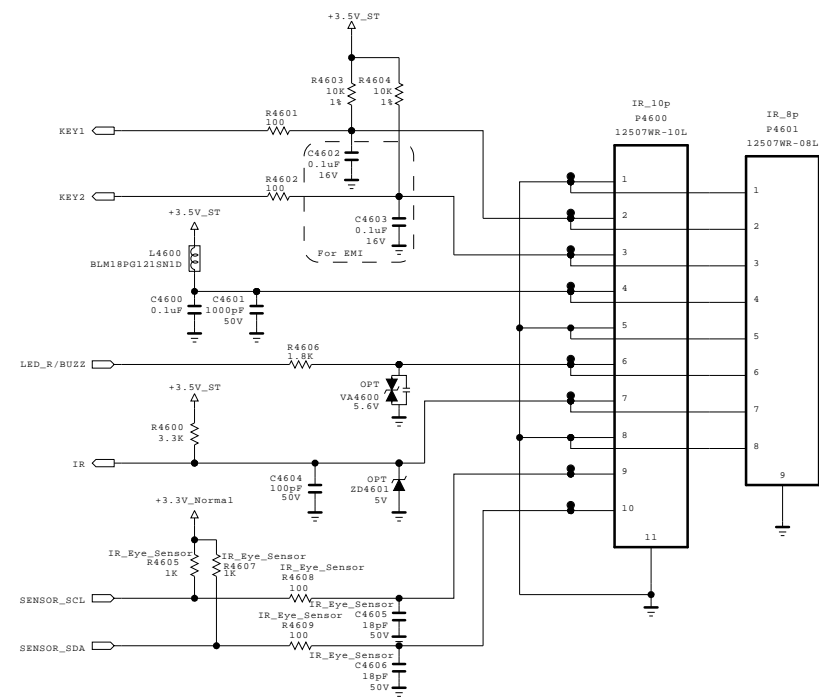 +3.5V_ST
R4603
10K
1%
R4604
10K
1%
IR_10p
P4600
12507WR-10L
IR_8p
P4601
12507WR-08L
KEY1
R4601
100
C4602
0.1uF
16V
KEY2
R4602
100
C4603
0.1uF
16V
For EMI
+3.5V_ST
L4600
BLM18PG121SN1D
C4600
0.1uF
C4601
1000pF
50V
LED_R/BUZZ
R4606
1.8K
OPT
VA4600
5.6V
+3.5V_ST
R4600
3.3K
IR
C4604
100pF
50V
OPT
ZD4601
5V
+3.3V_Normal
IR_Eye_Sensor
R4605
1K
IR_Eye_Sensor
R4607
1K
IR_Eye_Sensor
R4608
100
SENSOR_SCL
IR_Eye_Sensor
C4605
18pF
50V
IR_Eye_Sensor
R4609
100
SENSOR_SDA
IR_Eye_Sensor
C4606
18pF
50V
1
2
3
4
5
6
7
8
9
10
11
1
2
3
4
5
6
7
8
9